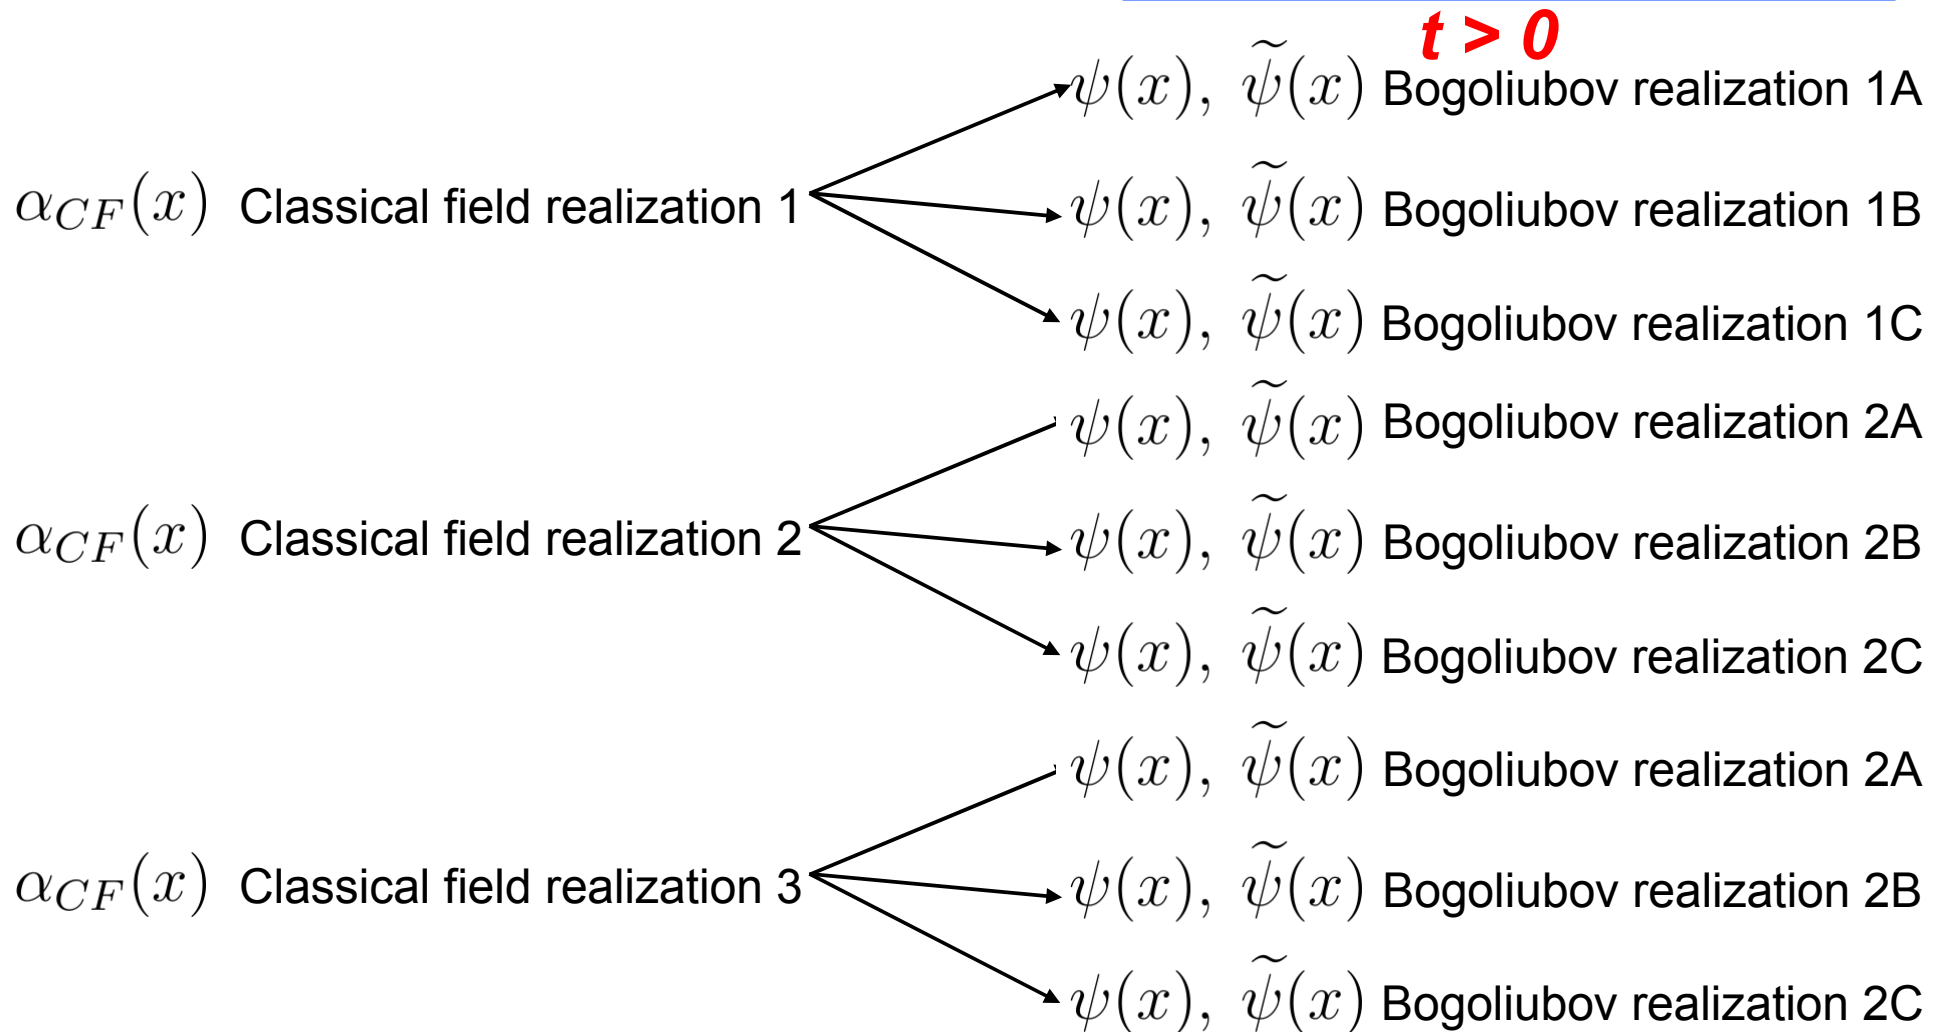 t > 0
ψ(x), ψ̃(x) Bogoliubov realization 1A
α_CF(x) Classical field realization 1
ψ(x), ψ̃(x) Bogoliubov realization 1B
ψ(x), ψ̃(x) Bogoliubov realization 1C
ψ(x), ψ̃(x) Bogoliubov realization 2A
α_CF(x) Classical field realization 2
ψ(x), ψ̃(x) Bogoliubov realization 2B
ψ(x), ψ̃(x) Bogoliubov realization 2C
ψ(x), ψ̃(x) Bogoliubov realization 2A
α_CF(x) Classical field realization 3
ψ(x), ψ̃(x) Bogoliubov realization 2B
ψ(x), ψ̃(x) Bogoliubov realization 2C